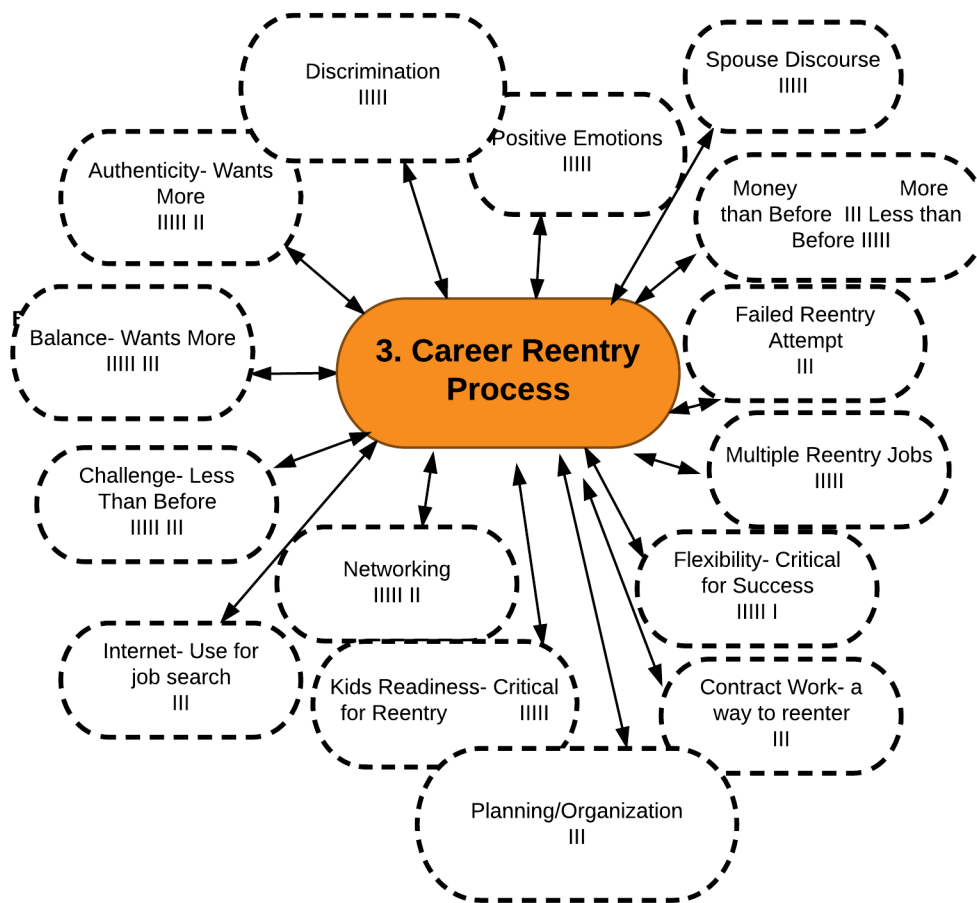 Discrimination
IIIII
Spouse Discourse
IIIII
Positive Emotions
IIIII
Authenticity- Wants
More
IIIII II
Money More
than Before III Less than
Before IIIII
E
Balance- Wants More
IIIII III
3. Career Reentry
Process
Failed Reentry
Attempt
III
Multiple Reentry Jobs
IIIII
Challenge- Less
Than Before
IIIII III
Networking
IIIII II
Flexibility- Critical
for Success
IIIII I
Internet- Use for
job search
III
Kids Readiness- Critical
for Reentry IIIII
Contract Work- a
way to reenter
III
Planning/Organization
III